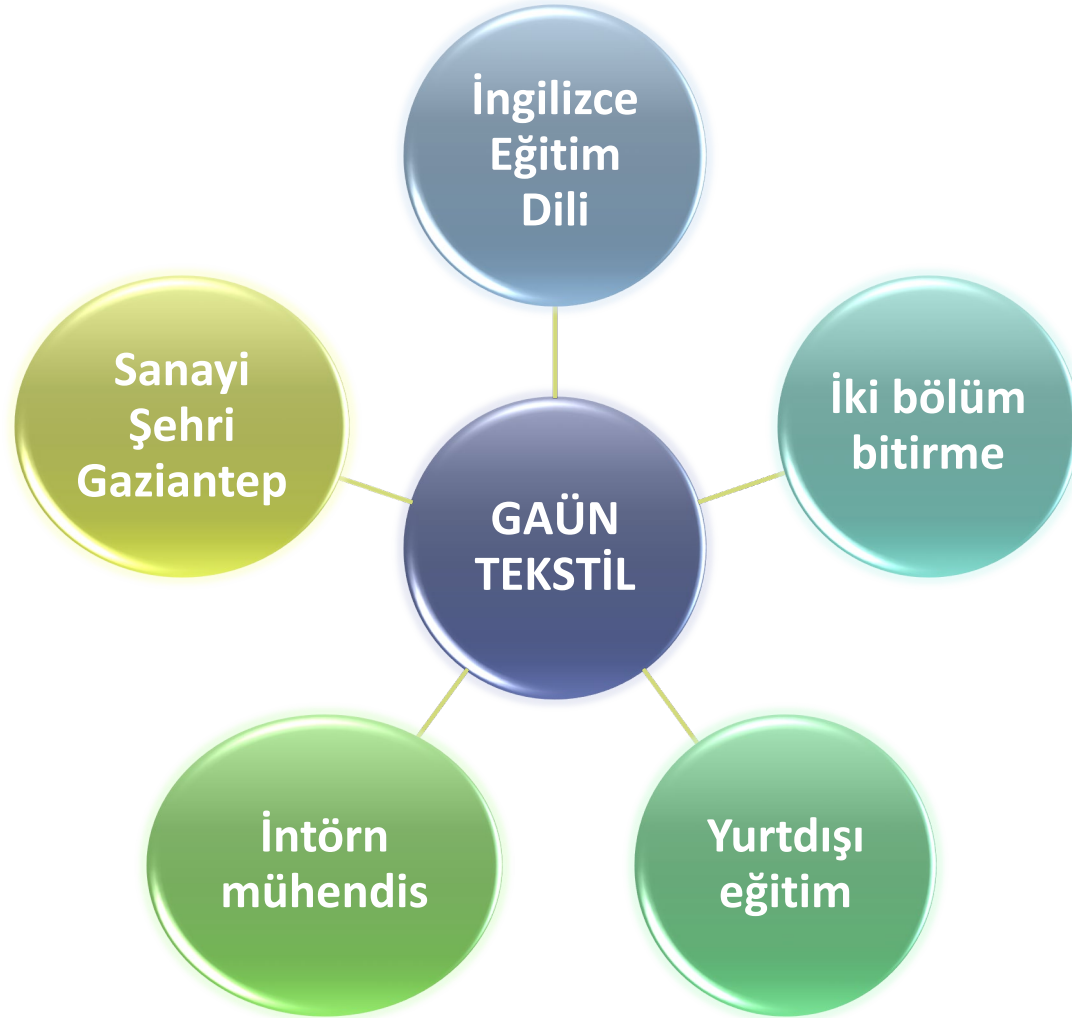 İngilizce
Eğitim
Dili
Sanayi
Şehri
Gaziantep
İki bölüm
bitirme
GAÜN
TEKSTİL
İntörn
mühendis
Yurtdışı
eğitim